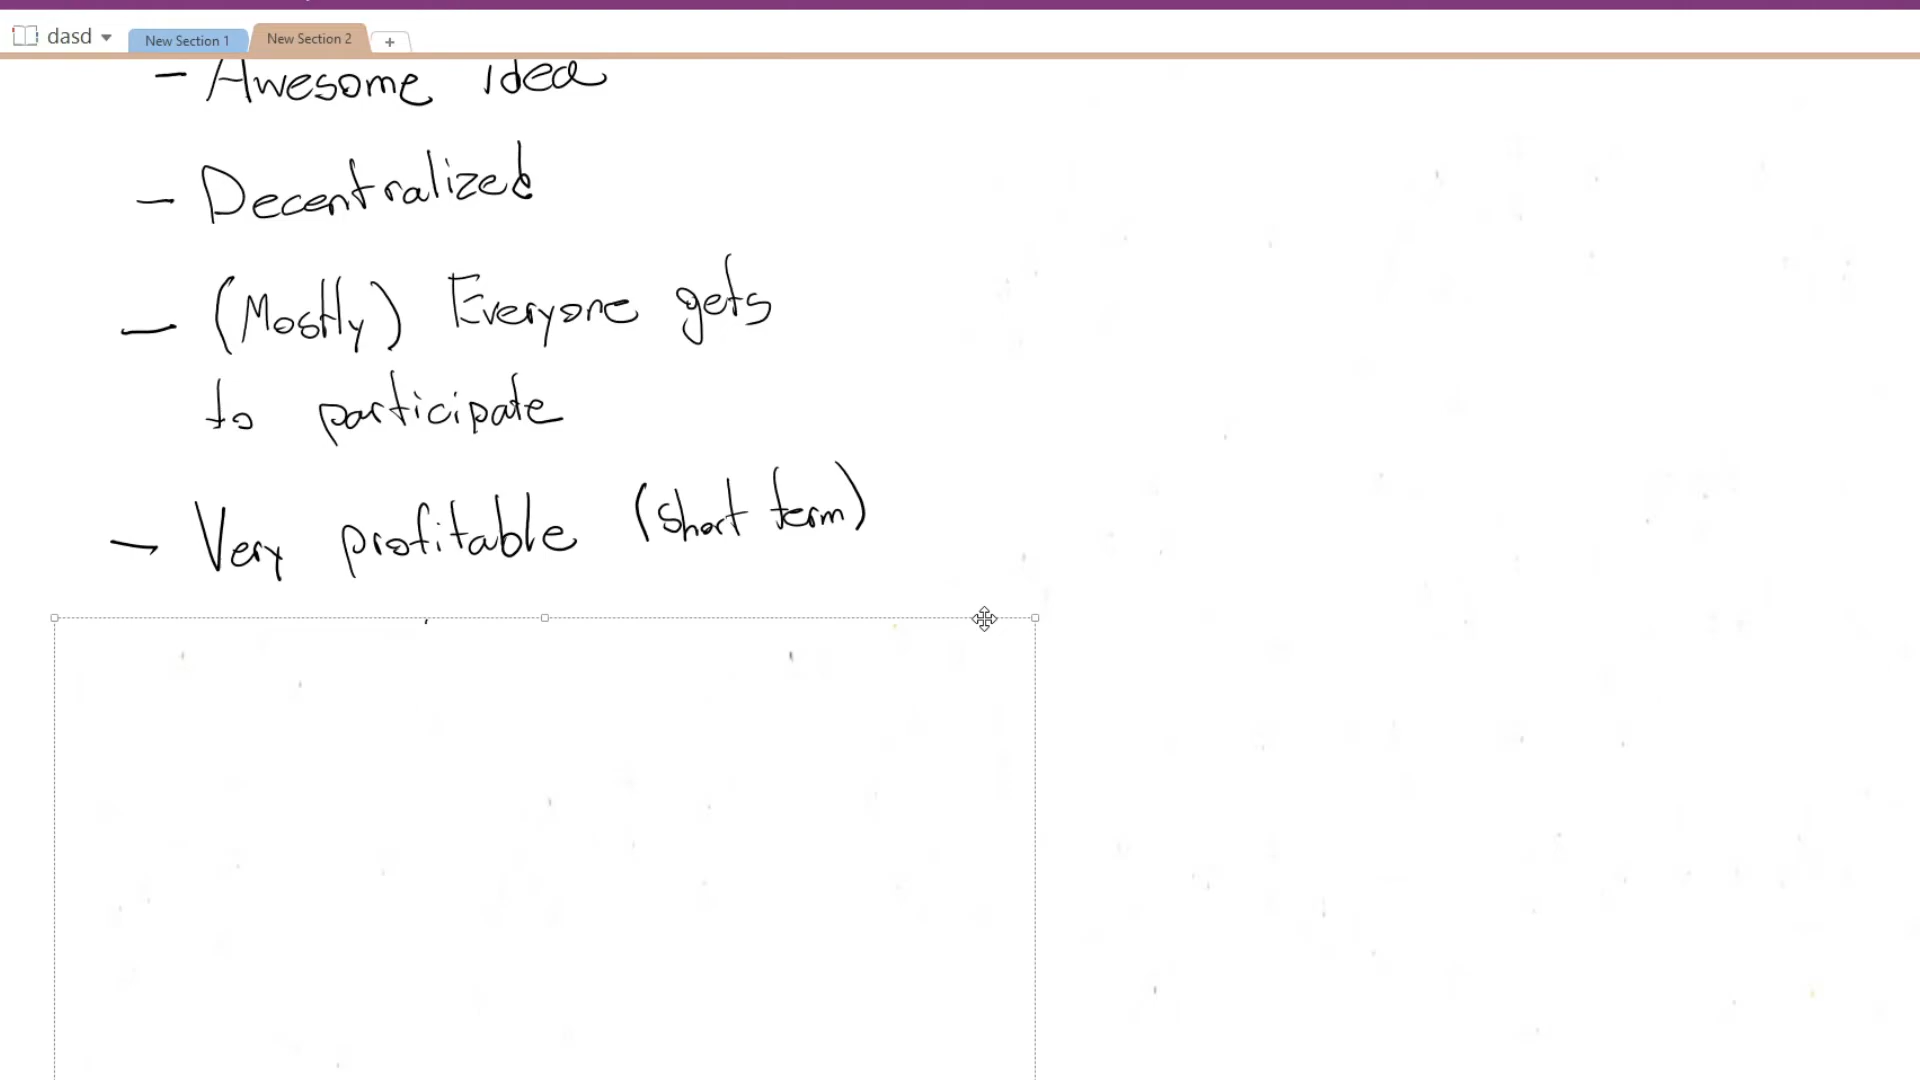 dasd
New Section 1
New Section 2
+
- Awesome idea
- Decentralized
- (Mostly) Everyone gets
to participate
- Very profitable (short term)